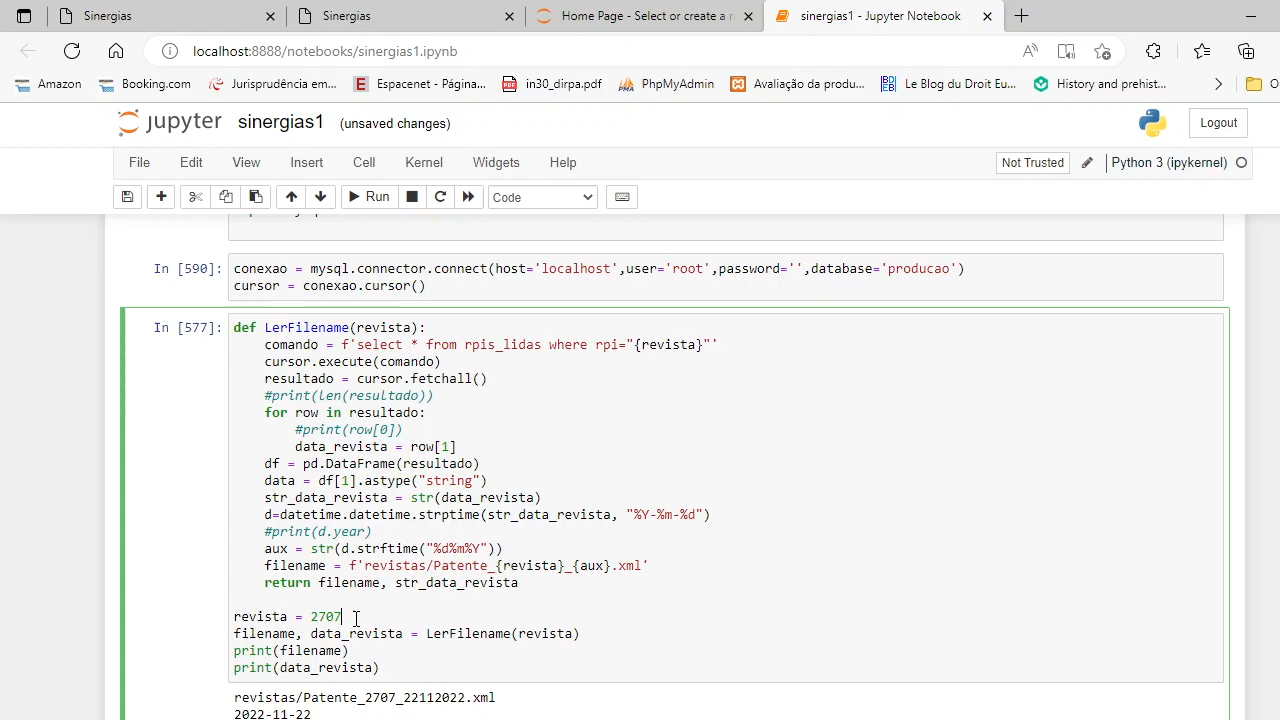 Sinergias
Sinergias
Home Page - Select or create a n
sinergias1 - Jupyter Notebook
localhost:8888/notebooks/sinergias1.ipynb
Amazon
Booking.com
Jurisprudência em...
Espacenet - Página...
in30_dirpa.pdf
PhpMyAdmin
Avaliação da produ...
Le Blog du Droit Eu...
History and prehist...
jupyter sinergias1 (unsaved changes)
Logout
File Edit View Insert Cell Kernel Widgets Help
Not Trusted
Python 3 (ipykernel)
Run
Code
In [590]:
conexao = mysql.connector.connect(host='localhost',user='root',password='',database='producao')
cursor = conexao.cursor()
In [577]:
def LerFilename(revista):
    comando = f'select * from rpis_lidas where rpi="{revista}"'
    cursor.execute(comando)
    resultado = cursor.fetchall()
    #print(len(resultado))
    for row in resultado:
        #print(row[0])
        data_revista = row[1]
    df = pd.DataFrame(resultado)
    data = df[1].astype("string")
    str_data_revista = str(data_revista)
    d=datetime.datetime.strptime(str_data_revista, "%Y-%m-%d")
    #print(d.year)
    aux = str(d.strftime("%d%m%Y"))
    filename = f'revistas/Patente_{revista}_{aux}.xml'
    return filename, str_data_revista
revista = 2707
filename, data_revista = LerFilename(revista)
print(filename)
print(data_revista)
revistas/Patente_2707_22112022.xml
2022-11-22